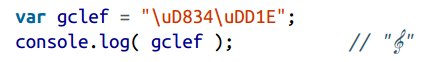 var gclef = "\uD834\uDD1E";
console.log( gclef ); // "𝄞"